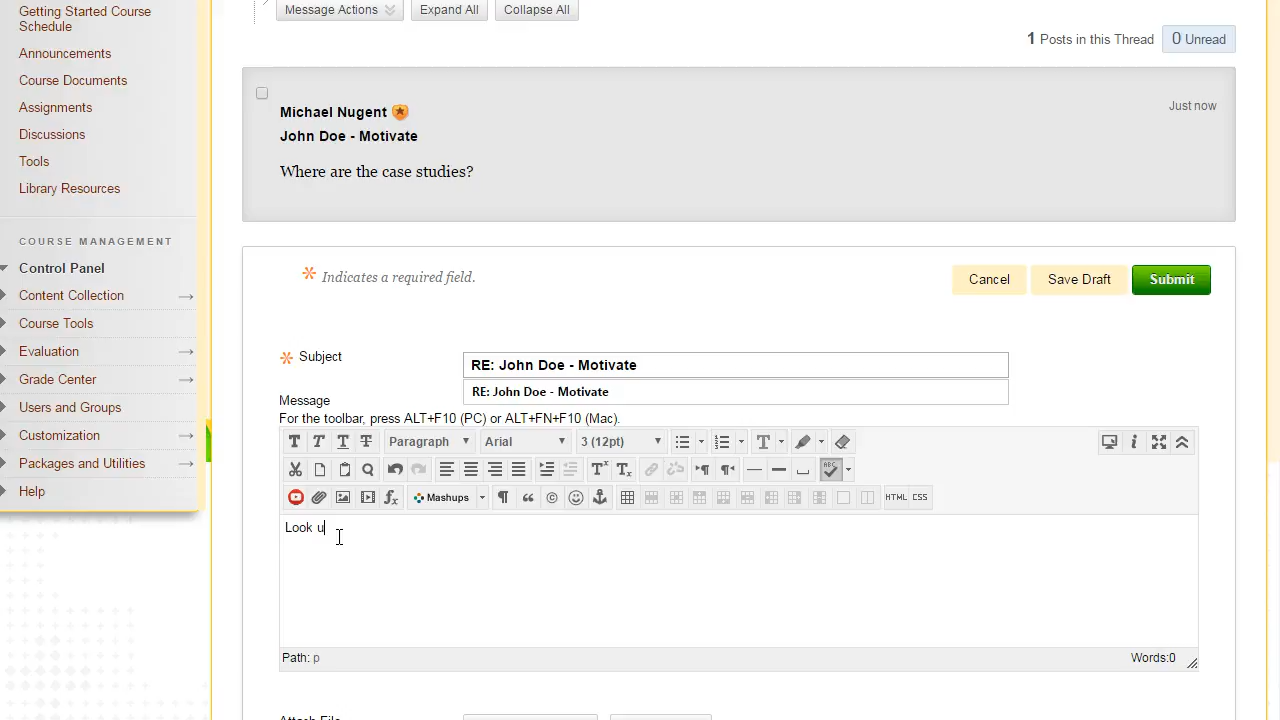 Getting Started Course
Schedule
Announcements
Course Documents
Assignments
Discussions
Tools
Library Resources
COURSE MANAGEMENT
Control Panel
Content Collection
Course Tools
Evaluation
Grade Center
Users and Groups
Customization
Packages and Utilities
Help
Message Actions Expand All Collapse All
1 Posts in this Thread 0 Unread
Michael Nugent
Just now
John Doe - Motivate
Where are the case studies?
Indicates a required field.
Cancel Save Draft Submit
Subject RE: John Doe - Motivate
RE: John Doe - Motivate
Message
For the toolbar, press ALT+F10 (PC) or ALT+FN+F10 (Mac).
T T T T Paragraph Arial 3 (12pt) T
ABC
Mashups HTML CSS
Look u
Path: p Words:0
Attach File